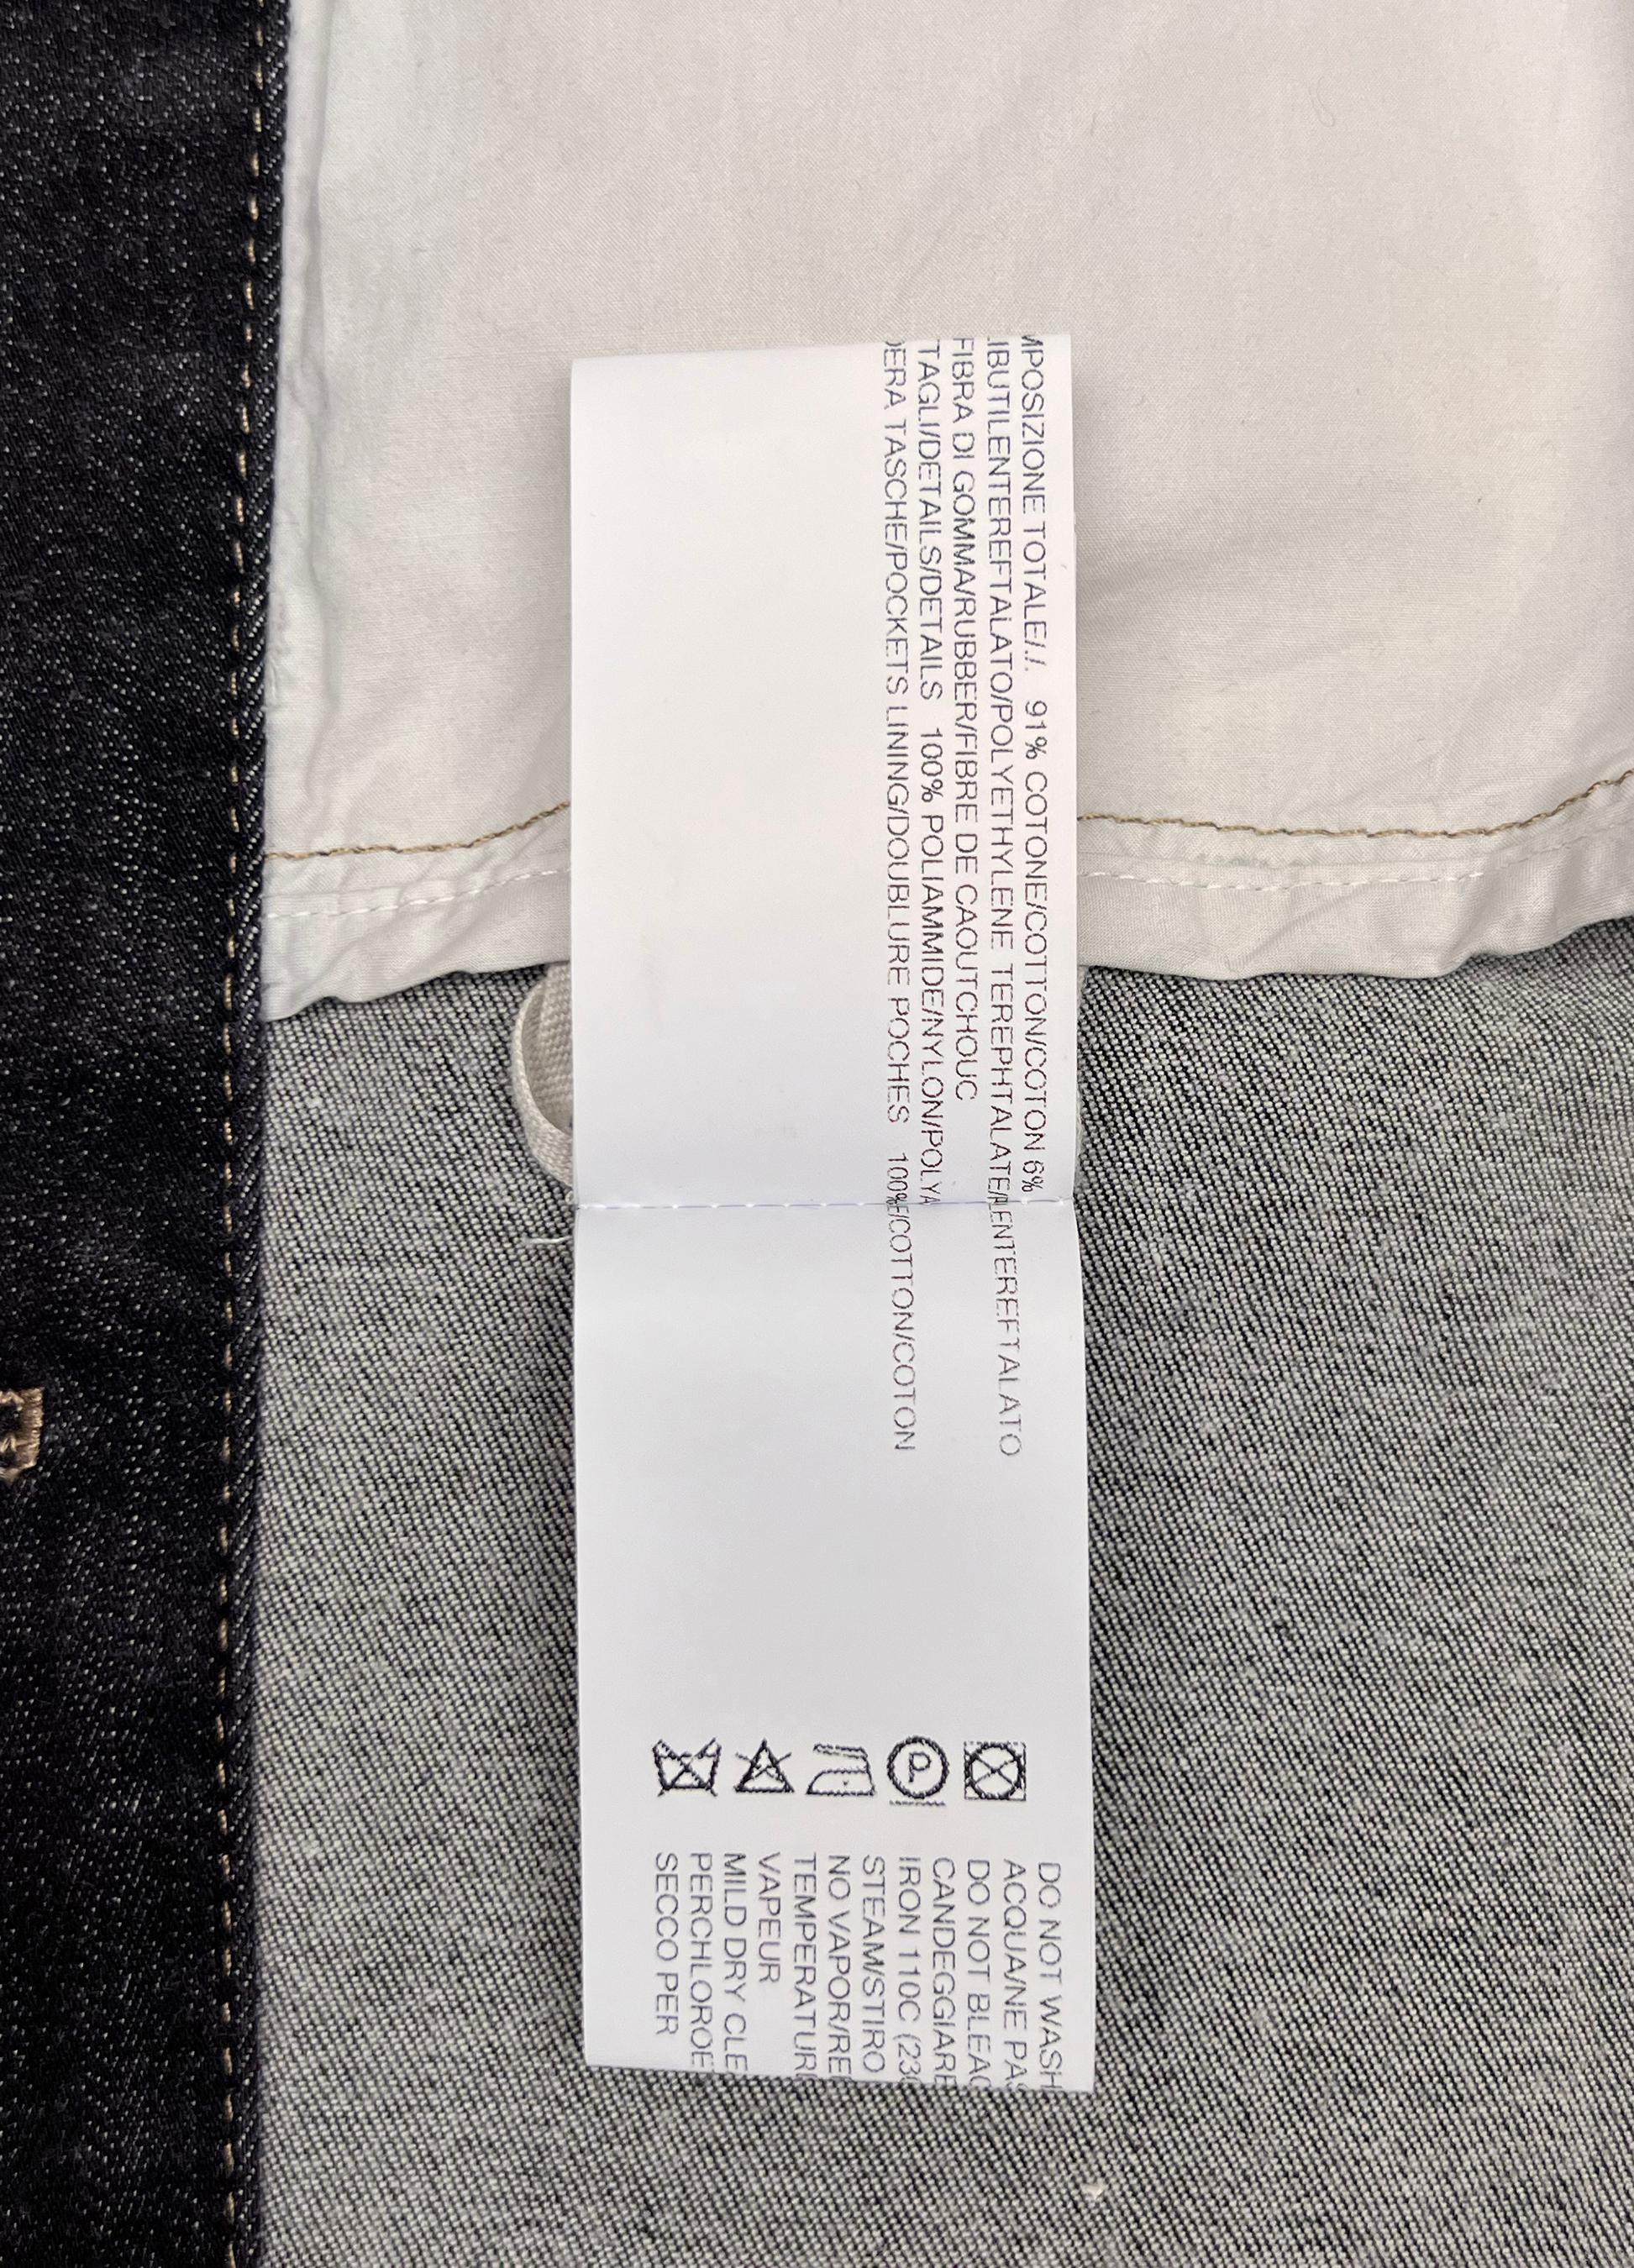 MPOSIZIONE TOTALE/./. 91% COTONE/COTTON/COTON 6%
IBUTILENTEREFTALATO/POLYETHYLENE TEREPHTALATE/
FIBRA DI GOMMA/RUBBER/FIBRE DE CAOUTCHOUC
TAGLI/DETAILS/DETAILS 100% POLIAMMIDE/NYLON/POLYA
DERA TASCHE/POCKETS LINING/DOUBLURE POCHES 100%
LENTEREFTALATO
E/COTTON/COTON
P
DO NOT WASH
ACQUA/NE PAS
DO NOT BLEAC
CANDEGGIARE
IRON 110C (230
STEAM/STIRO
NO VAPOR/RE
TEMPERATUR
VAPEUR
MILD DRY CLE
PERCHLOROE
SECCO PER